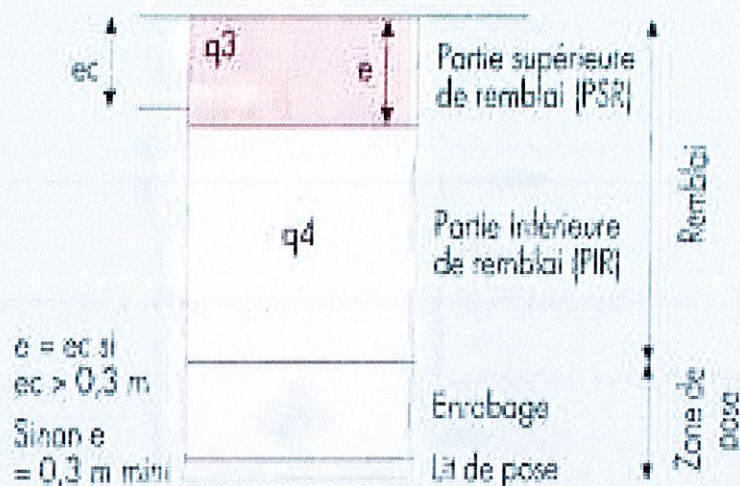 q3
ec
e
Partie supérieure
de remblai (PSR)
Remblai
q4
Partie inférieure
de remblai (PIR)
e = ec si
ec > 0,3 m
Sinon e
= 0,3 m mini
Enrobage
Lit de pose
Zone de
pose